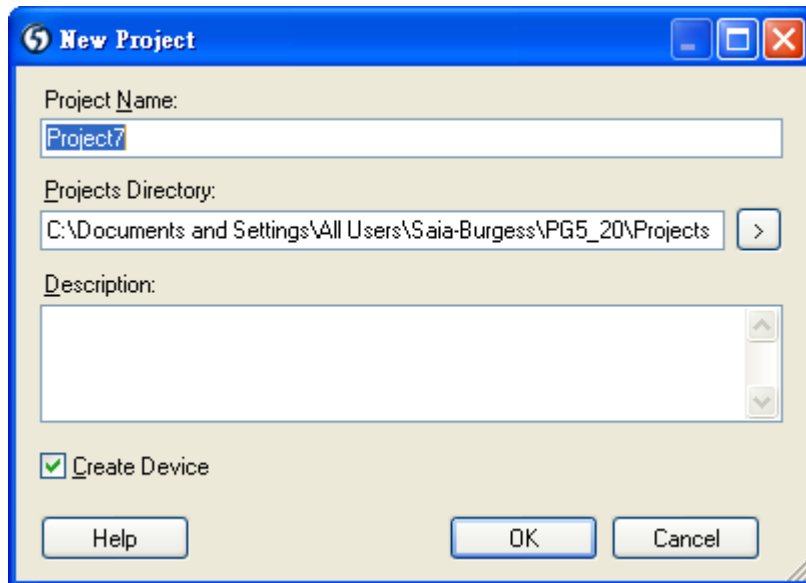 New Project
Project Name:
Project7
Projects Directory:
C:\Documents and Settings\All Users\Saia-Burgess\PG5_20\Projects
>
Description:
Create Device
Help
OK
Cancel